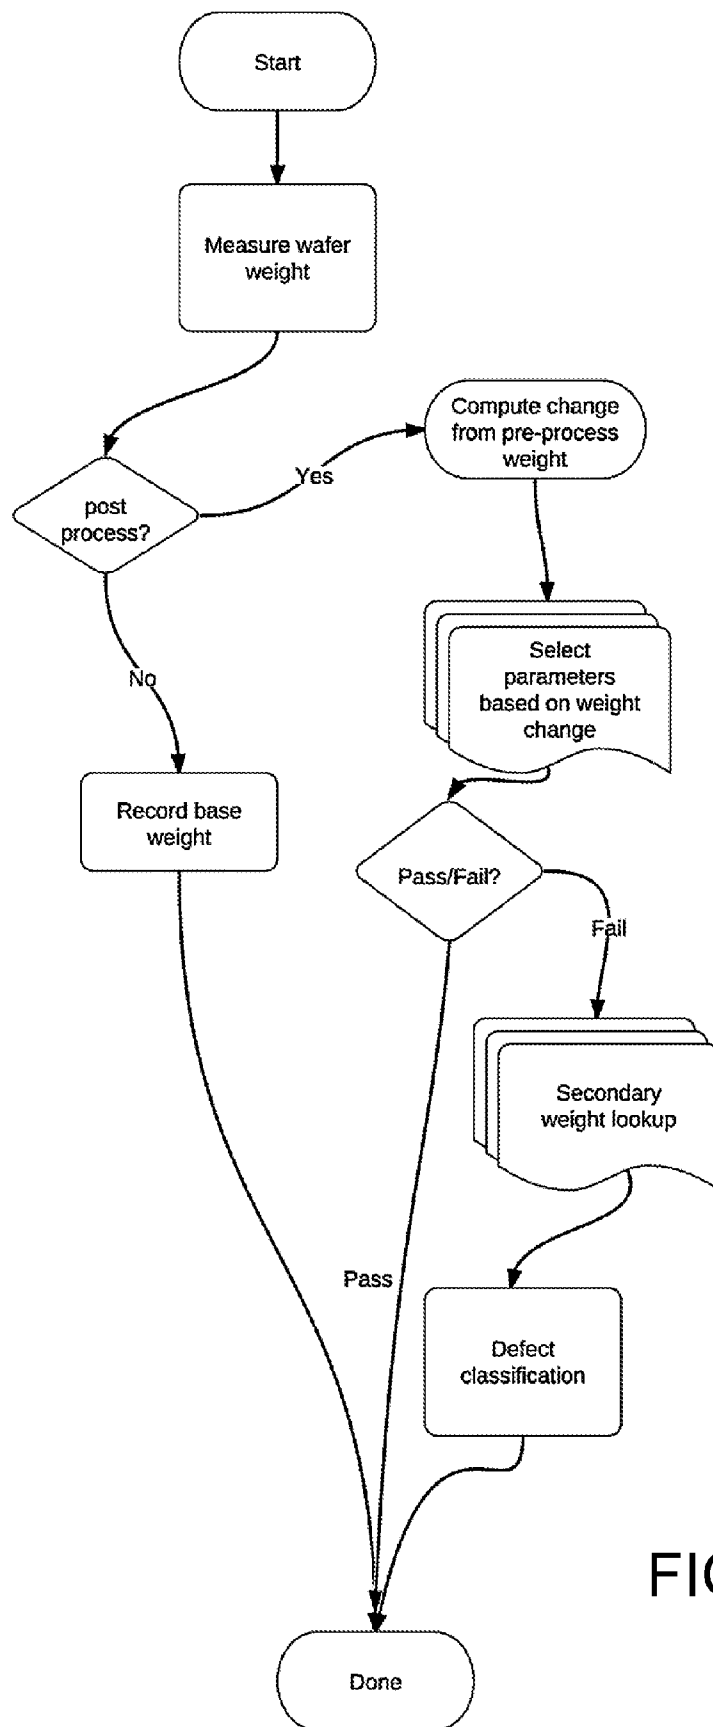 Start
Measure wafer
weight
Compute change
from pre-process
weight
Yes
post
process?
Select
parameters
based on weight
change
No
Record base
weight
Pass/Fail?
Fail
Secondary
weight lookup
Pass
Defect
classification
Done